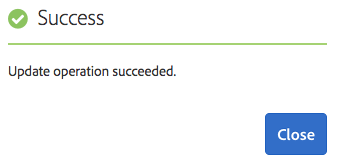 Success
Update operation succeeded.
Close